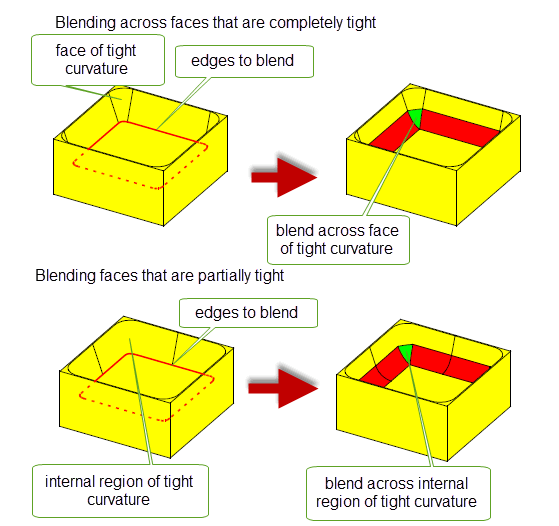 Blending across faces that are completely tight
face of tight
curvature
edges to blend
blend across face
of tight curvature
Blending faces that are partially tight
edges to blend
internal region of tight
curvature
blend across internal
region of tight curvature